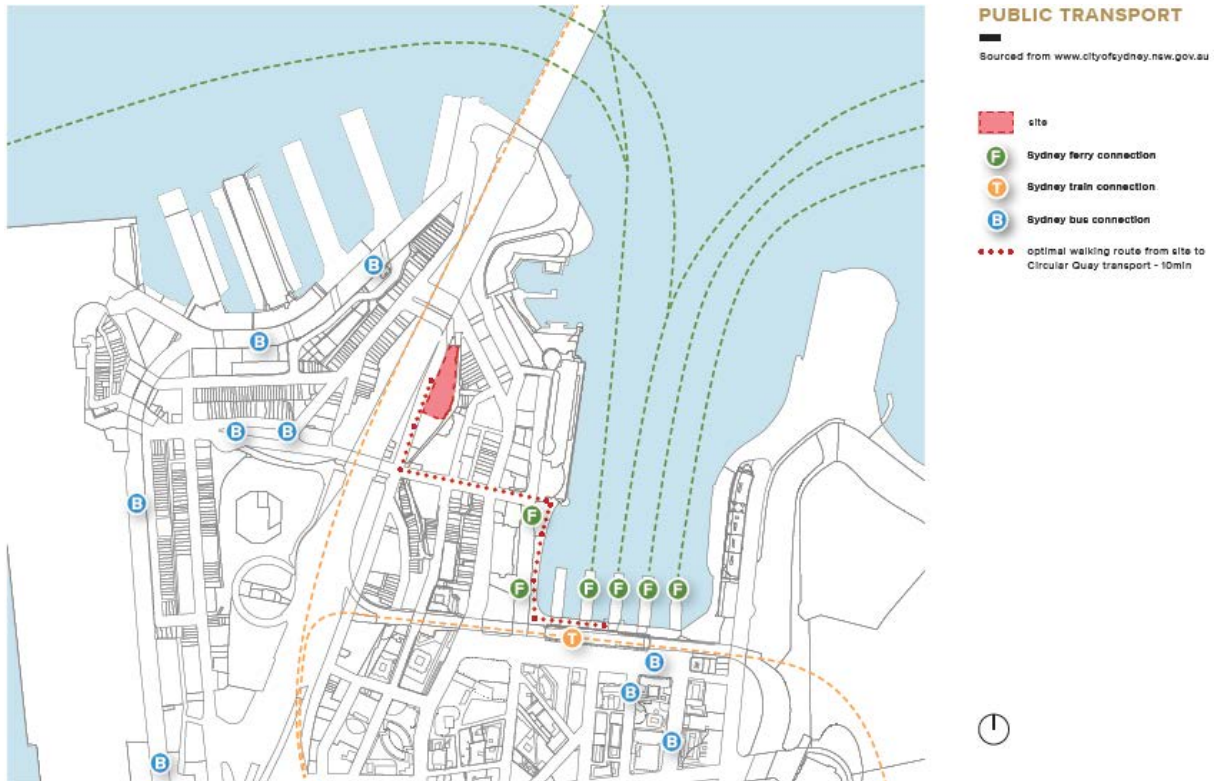 PUBLIC TRANSPORT
Sourced from www.cityofsydney.nsw.gov.au
site
F Sydney ferry connection
T Sydney train connection
B Sydney bus connection
optimal walking route from site to
Circular Quay transport - 10min
B
B
B B
B
F
F F F F F
T
B
B
B
B